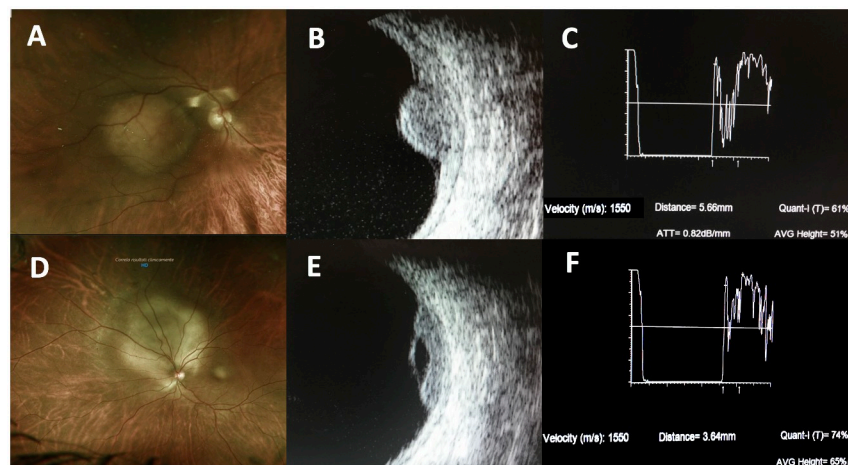 A
B
C
Velocity (m/s): 1550 Distance= 5.66mm Quant-I (T)= 61%
ATT= 0.82dB/mm AVG Height= 51%
D
MD
E
F
Velocity (m/s): 1550 Distance= 3.64mm Quant-I (T)= 74%
AVG Height= 65%